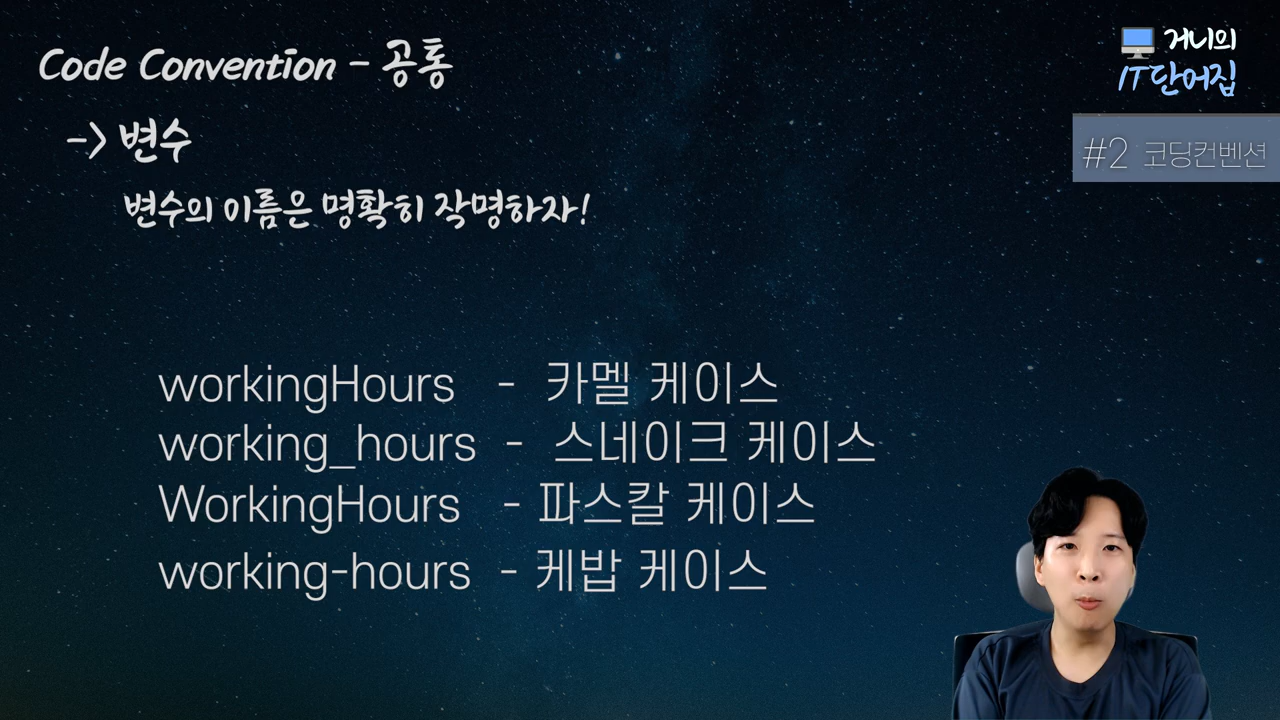 Code Convention - 공통
-> 변수
변수의 이름은 명확히 작명하자!
거니의
IT단어집
#2 코딩컨벤션
workingHours - 카멜 케이스
working_hours - 스네이크 케이스
WorkingHours - 파스칼 케이스
working-hours - 케밥 케이스